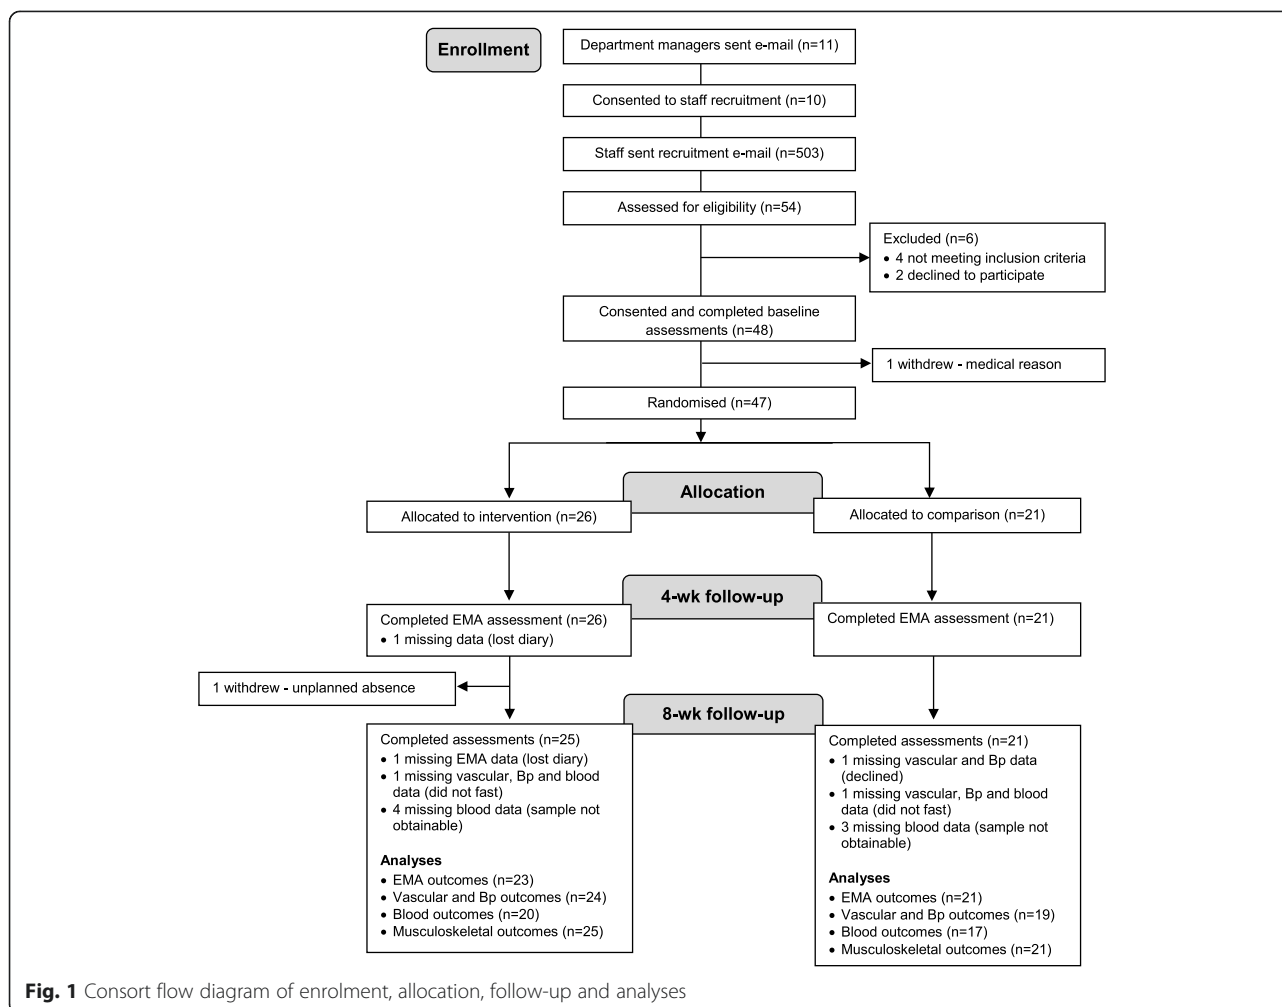 Enrollment
Department managers sent e-mail (n=11)
Consented to staff recruitment (n=10)
Staff sent recruitment e-mail (n=503)
Assessed for eligibility (n=54)
Excluded (n=6)
• 4 not meeting inclusion criteria
• 2 declined to participate
Consented and completed baseline
assessments (n=48)
1 withdrew - medical reason
Randomised (n=47)
Allocation
Allocated to intervention (n=26)
Allocated to comparison (n=21)
4-wk follow-up
Completed EMA assessment (n=26)
• 1 missing data (lost diary)
Completed EMA assessment (n=21)
1 withdrew - unplanned absence
8-wk follow-up
Completed assessments (n=25)
• 1 missing EMA data (lost diary)
• 1 missing vascular, Bp and blood
data (did not fast)
• 4 missing blood data (sample not
obtainable)
Analyses
• EMA outcomes (n=23)
• Vascular and Bp outcomes (n=24)
• Blood outcomes (n=20)
• Musculoskeletal outcomes (n=25)
Completed assessments (n=21)
• 1 missing vascular and Bp data
(declined)
• 1 missing vascular, Bp and blood
data (did not fast)
• 3 missing blood data (sample not
obtainable)
Analyses
• EMA outcomes (n=21)
• Vascular and Bp outcomes (n=19)
• Blood outcomes (n=17)
• Musculoskeletal outcomes (n=21)
Fig. 1 Consort flow diagram of enrolment, allocation, follow-up and analyses